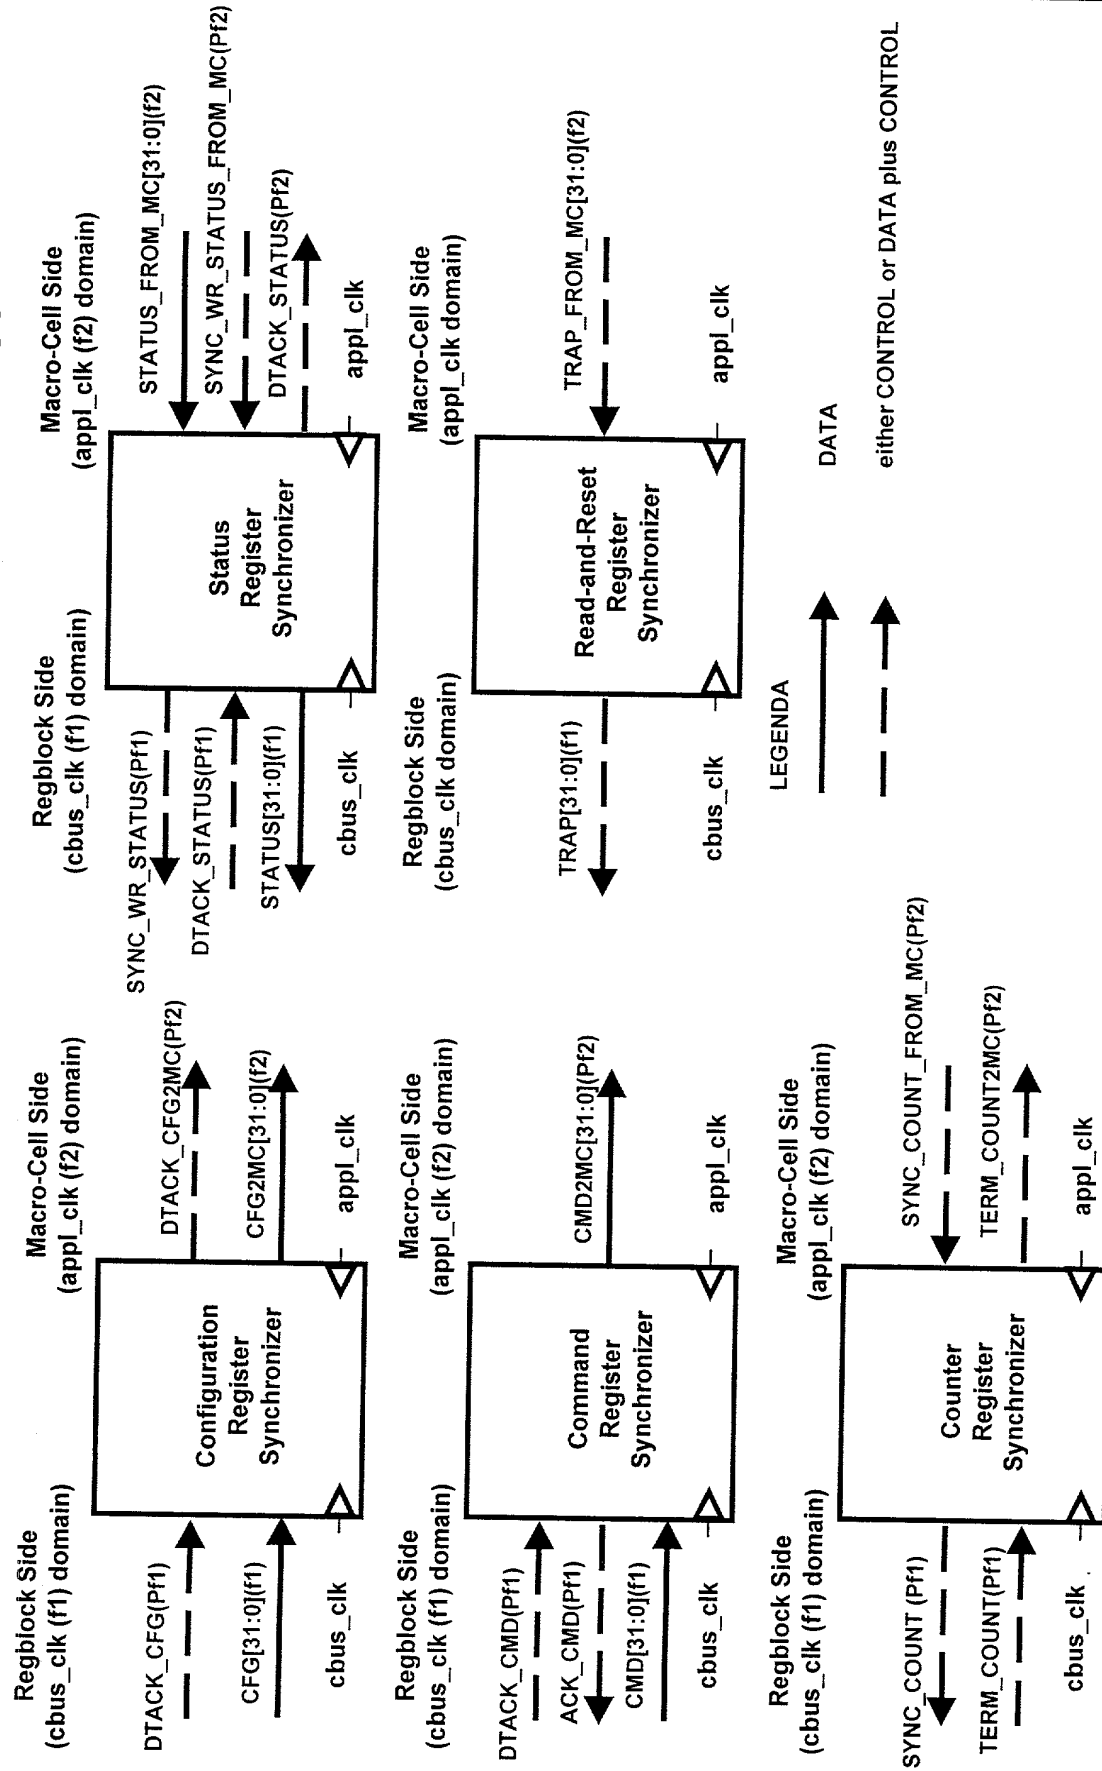 Regblock Side
(cbus_clk (f1) domain)
Macro-Cell Side
(appl_clk (f2) domain)
DTACK_CFG(Pf1)
CFG[31:0](f1)
cbus_clk
Configuration
Register
Synchronizer
DTACK_CFG2MC(Pf2)
CFG2MC[31:0](f2)
appl_clk
Regblock Side
(cbus_clk (f1) domain)
Macro-Cell Side
(appl_clk (f2) domain)
SYNC_WR_STATUS(Pf1)
DTACK_STATUS(Pf1)
STATUS[31:0](f1)
cbus_clk
Status
Register
Synchronizer
STATUS_FROM_MC[31:0](f2)
SYNC_WR_STATUS_FROM_MC(Pf2)
DTACK_STATUS(Pf2)
appl_clk
Regblock Side
(cbus_clk (f1) domain)
Macro-Cell Side
(appl_clk (f2) domain)
DTACK_CMD(Pf1)
ACK_CMD(Pf1)
CMD[31:0](f1)
cbus_clk
Command
Register
Synchronizer
CMD2MC[31:0](Pf2)
appl_clk
Regblock Side
(cbus_clk domain)
Macro-Cell Side
(appl_clk domain)
TRAP[31:0](f1)
cbus_clk
Read-and-Reset
Register
Synchronizer
TRAP_FROM_MC[31:0](f2)
appl_clk
Regblock Side
(cbus_clk (f1) domain)
Macro-Cell Side
(appl_clk (f2) domain)
SYNC_COUNT (Pf1)
TERM_COUNT(Pf1)
cbus_clk
Counter
Register
Synchronizer
SYNC_COUNT_FROM_MC(Pf2)
TERM_COUNT2MC(Pf2)
appl_clk
LEGENDA
DATA
either CONTROL or DATA plus CONTROL